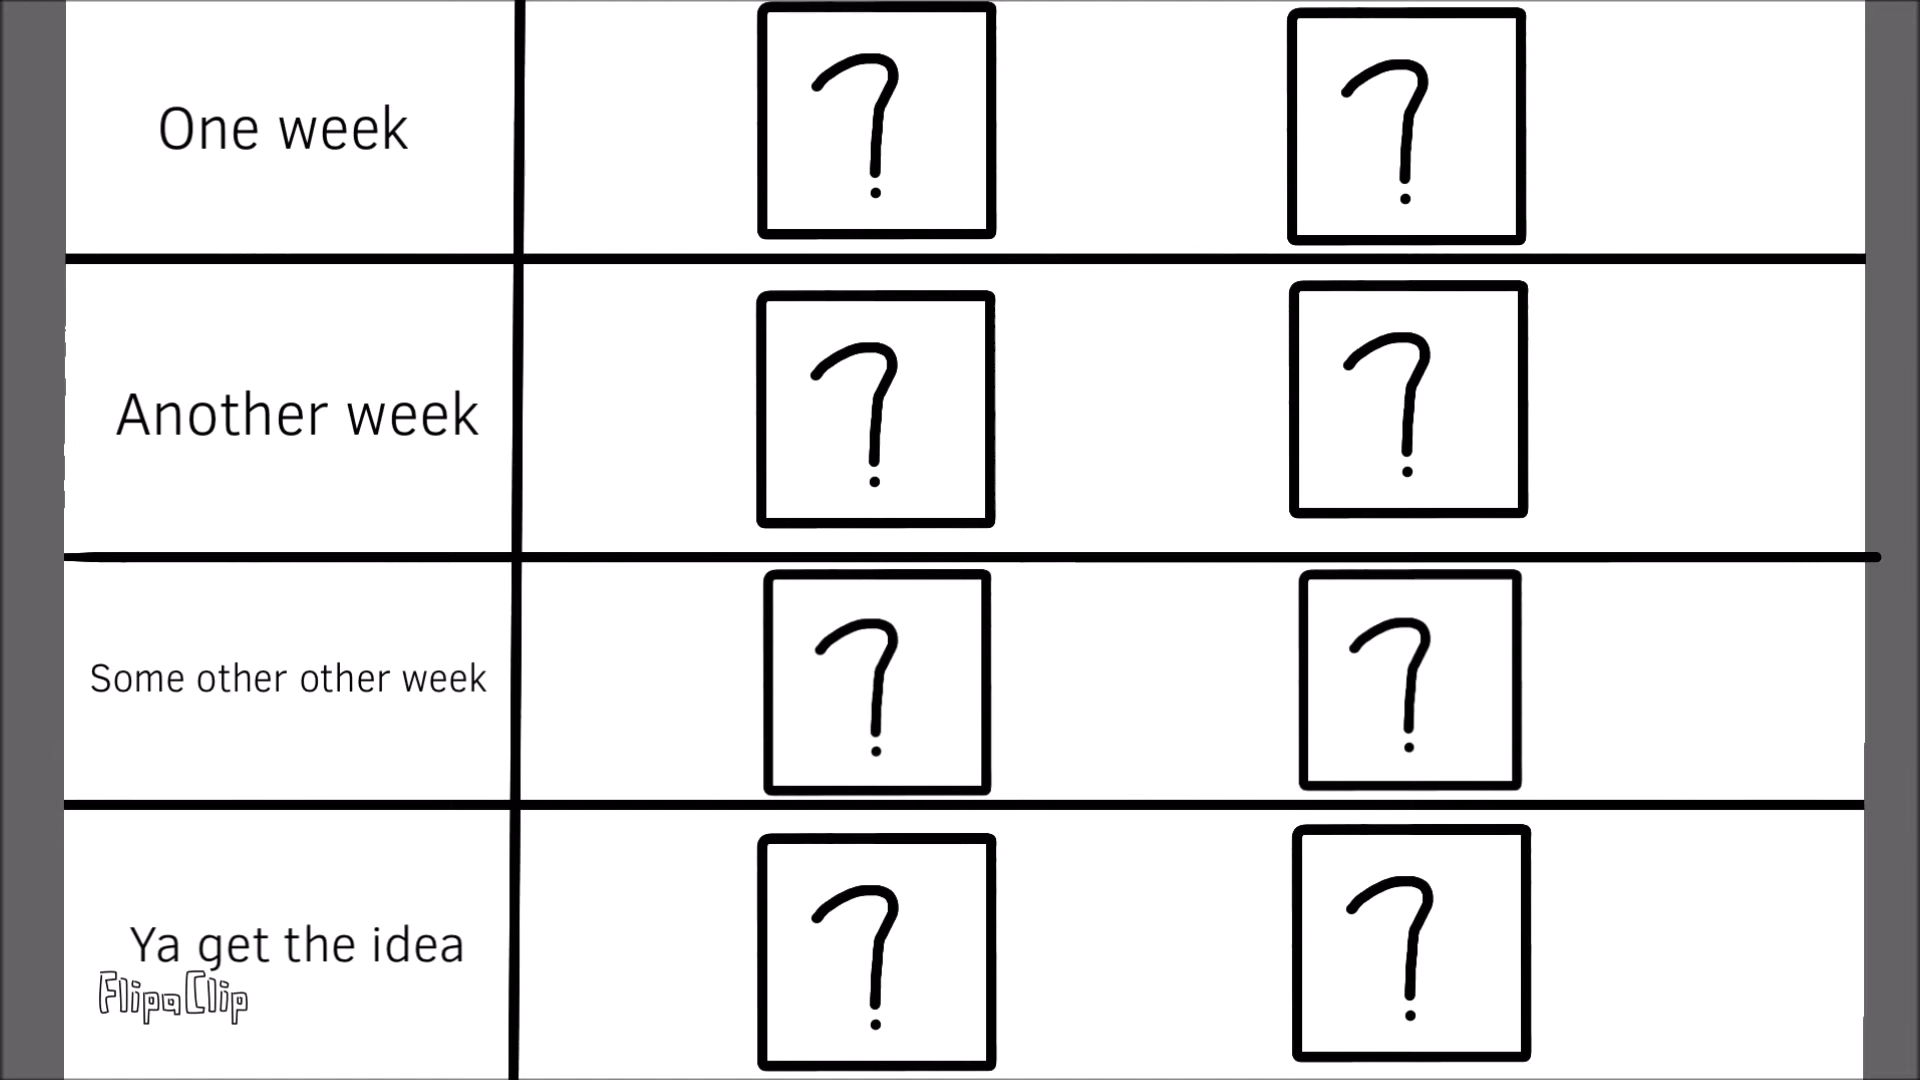 One week ? ?
Another week ? ?
Some other other week ? ?
Ya get the idea ? ?
FlipaClip